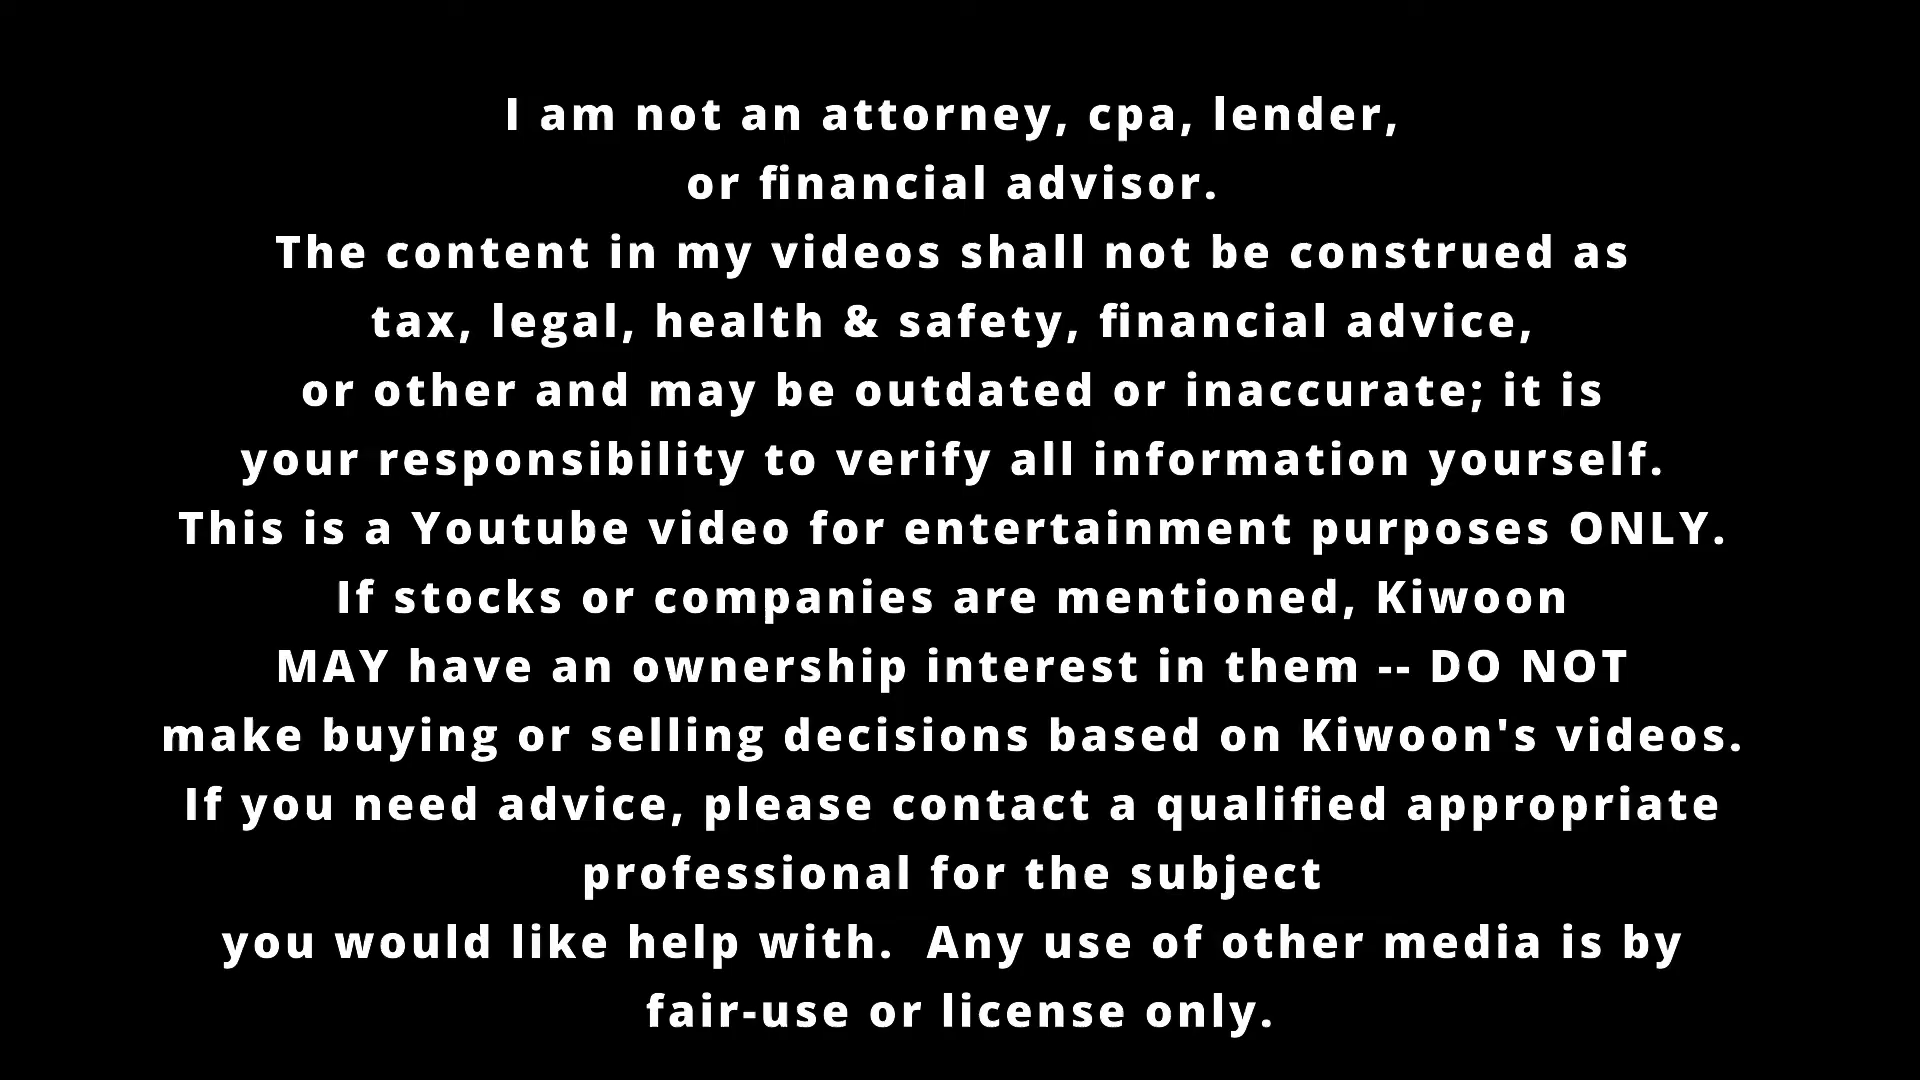 I am not an attorney, cpa, lender,
or financial advisor.
The content in my videos shall not be construed as
tax, legal, health & safety, financial advice,
or other and may be outdated or inaccurate; it is
your responsibility to verify all information yourself.
This is a Youtube video for entertainment purposes ONLY.
If stocks or companies are mentioned, Kiwoon
MAY have an ownership interest in them -- DO NOT
make buying or selling decisions based on Kiwoon's videos.
If you need advice, please contact a qualified appropriate
professional for the subject
you would like help with.  Any use of other media is by
fair-use or license only.